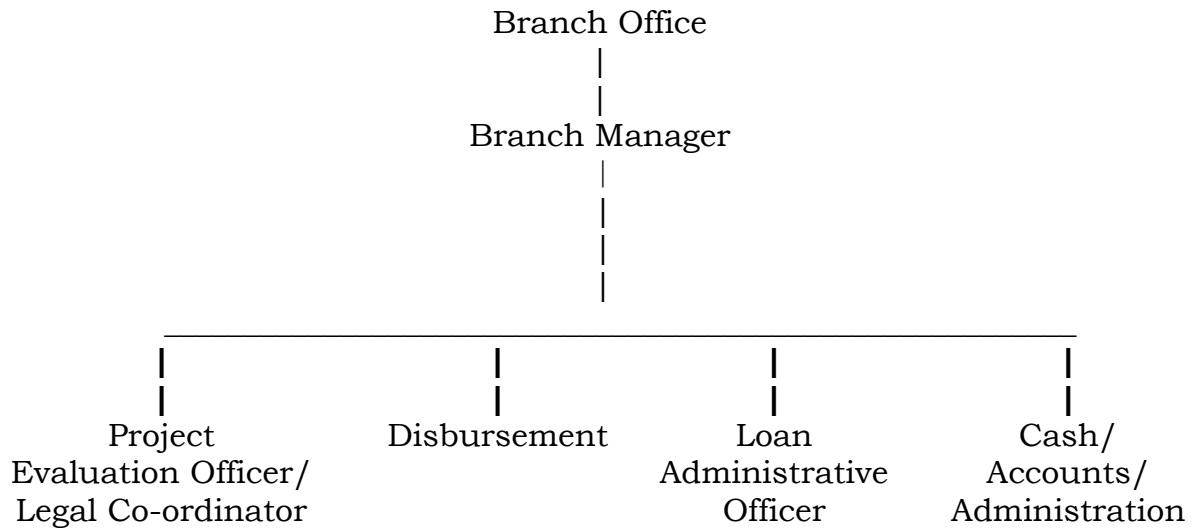 Branch Office
Branch Manager
Project
Evaluation Officer/
Legal Co-ordinator
Disbursement
Loan
Administrative
Officer
Cash/
Accounts/
Administration